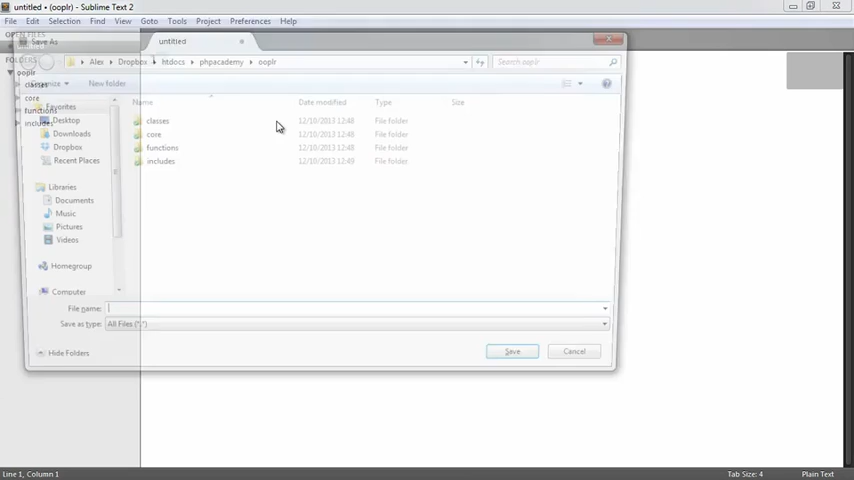 untitled • (ooplr) - Sublime Text 2
File Edit Selection Find View Goto Tools Project Preferences Help
OPEN FILES
untitled
FOLDERS
ooplr
classes
core
functions
includes
Save As
untitled
Alex Dropbox htdocs phpacademy ooplr
Search ooplr
Organize New folder
Name Date modified Type Size
Favorites
Desktop
Downloads
Dropbox
Recent Places
Libraries
Documents
Music
Pictures
Videos
Homegroup
Computer
classes 12/10/2013 12:48 File folder
core 12/10/2013 12:48 File folder
functions 12/10/2013 12:48 File folder
includes 12/10/2013 12:49 File folder
File name:
Save as type: All Files (*.*)
Hide Folders Save Cancel
Line 1, Column 1 Tab Size: 4 Plain Text